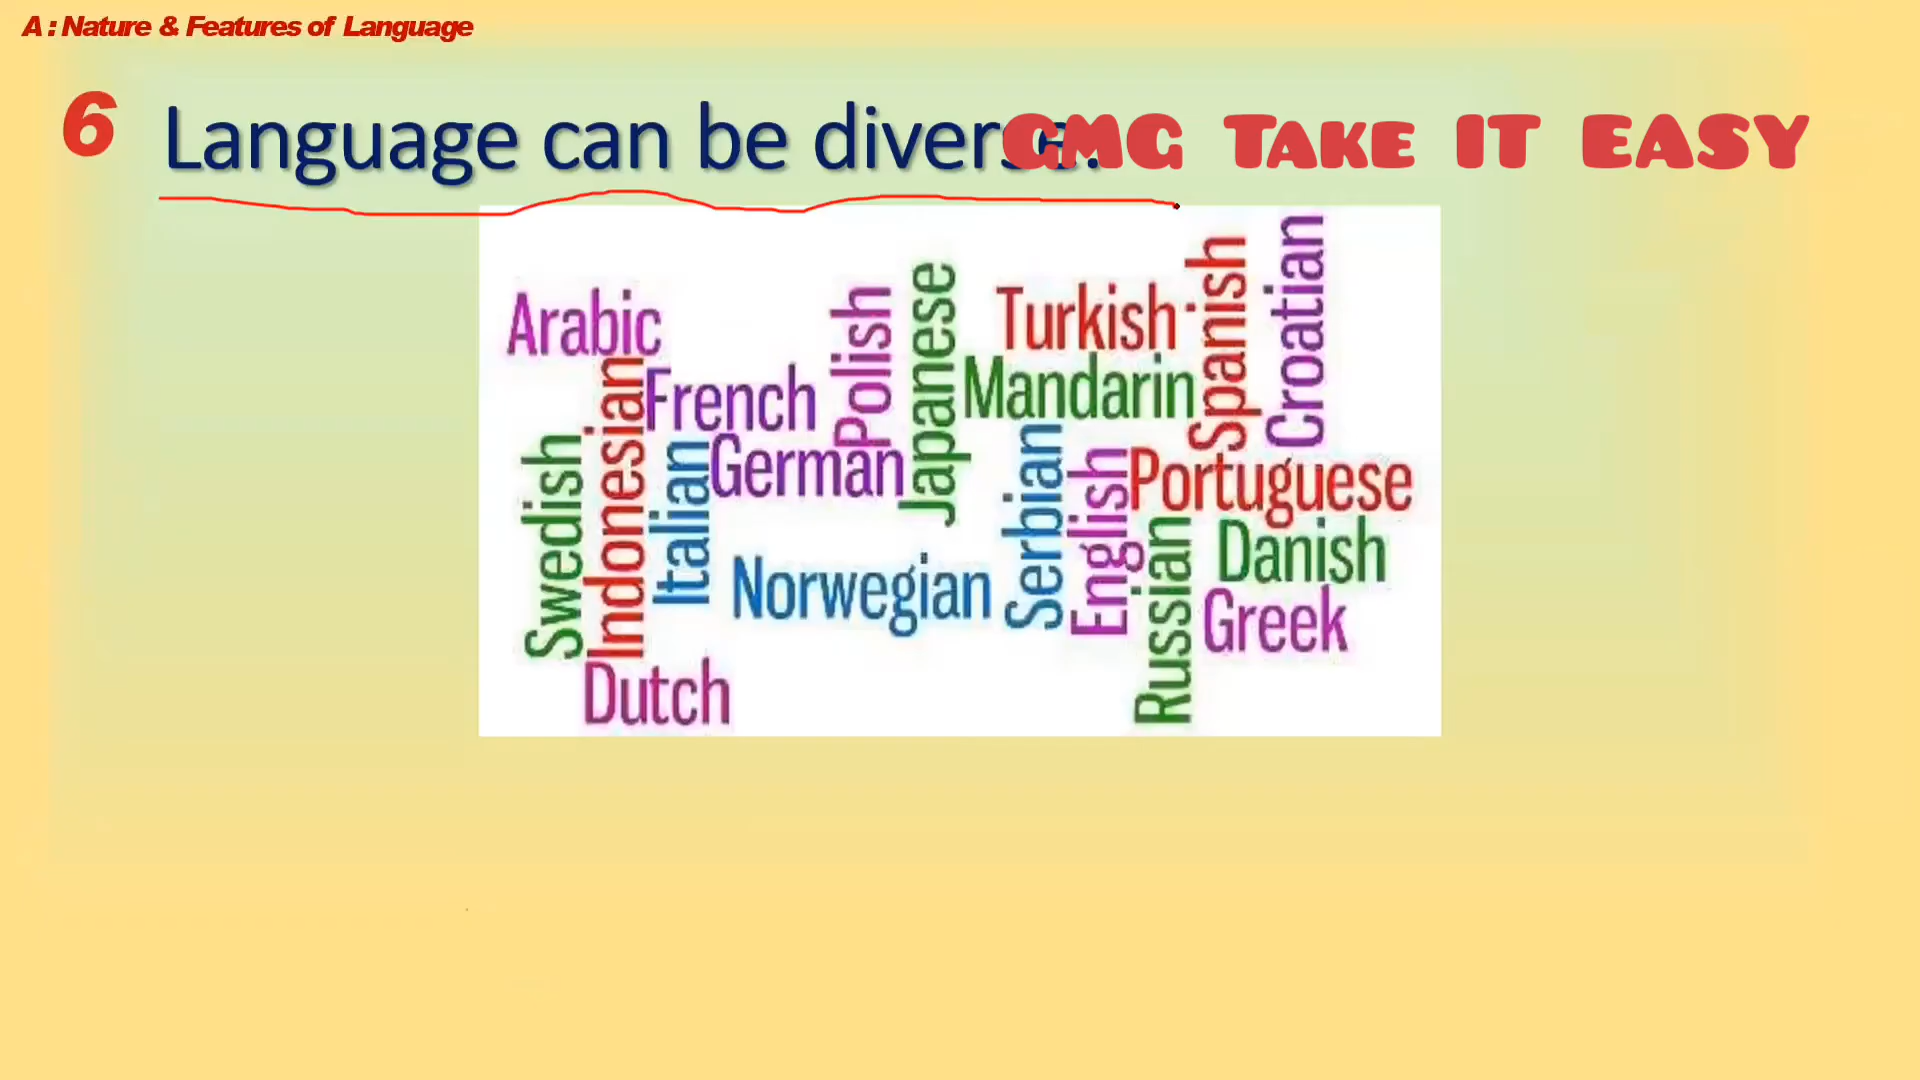 A : Nature & Features of Language
6 Language can be diverse.
GMG TAKE IT EASY
Arabic
Polish
Japanese
Turkish
Spanish
Croatian
French
Mandarin
Indonesian
Swedish
Italian
German
Serbian
English
Portuguese
Norwegian
Russian
Danish
Greek
Dutch